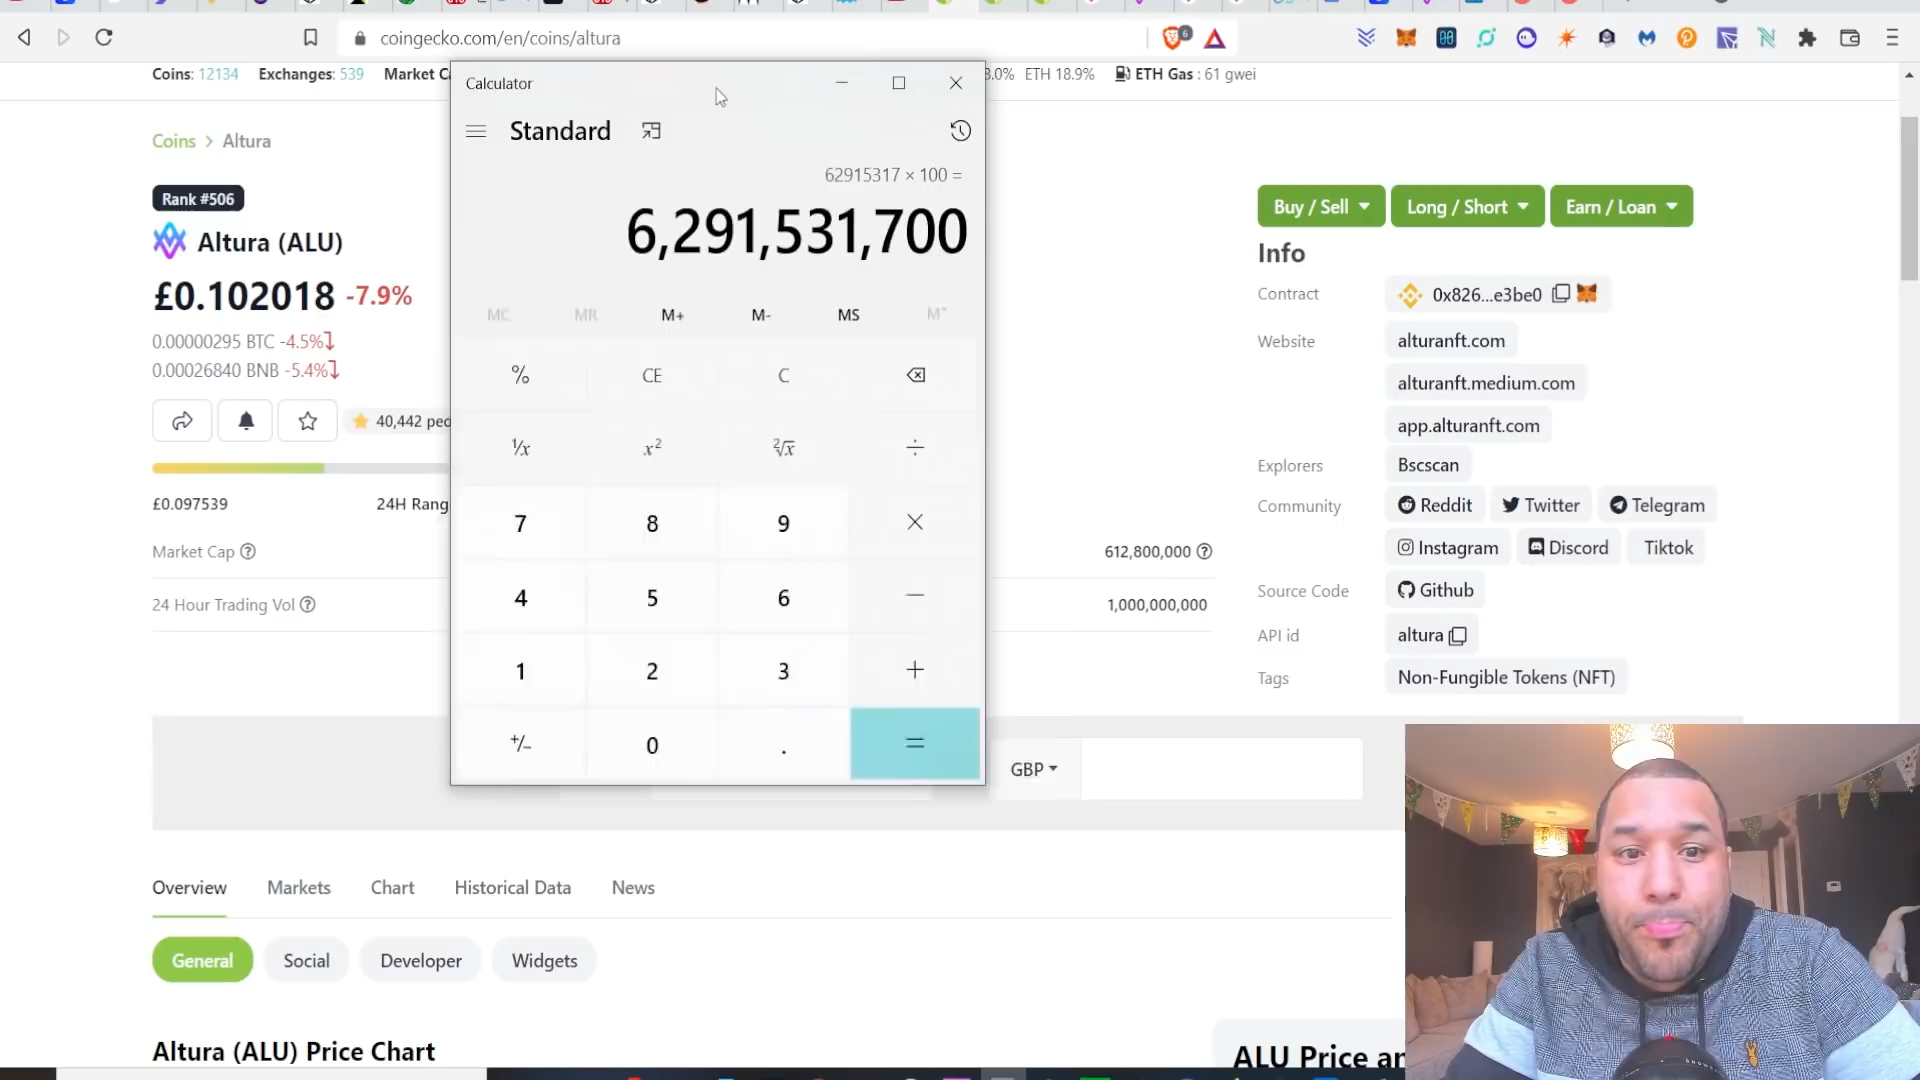 coingecko.com/en/coins/altura
6
Coins: 12134 Exchanges: 539 Market Ca
3.0% ETH 18.9% ETH Gas : 61 gwei
Calculator
Standard
62915317 × 100 =
6,291,531,700
MC MR M+ M- MS M˅
% CE C
¹/x x² ²√x ÷
7 8 9 ×
4 5 6 −
1 2 3 +
+/− 0 . =
Coins > Altura
Rank #506
Altura (ALU)
£0.102018 -7.9%
0.00000295 BTC -4.5%
0.00026840 BNB -5.4%
40,442 peo
£0.097539 24H Rang
Market Cap ?
612,800,000 ?
24 Hour Trading Vol ?
1,000,000,000
GBP
Buy / Sell Long / Short Earn / Loan
Info
Contract 0x826...e3be0
Website alturanft.com
alturanft.medium.com
app.alturanft.com
Explorers Bscscan
Community Reddit Twitter Telegram
Instagram Discord Tiktok
Source Code Github
API id altura
Tags Non-Fungible Tokens (NFT)
Overview Markets Chart Historical Data News
General Social Developer Widgets
Altura (ALU) Price Chart
ALU Price an